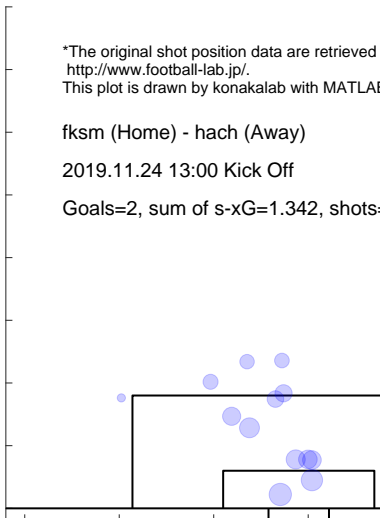 *The original shot position data are retrieved
http://www.football-lab.jp/.
This plot is drawn by konakalab with MATLAB
fksm (Home) - hach (Away)
2019.11.24 13:00 Kick Off
Goals=2, sum of s-xG=1.342, shots=